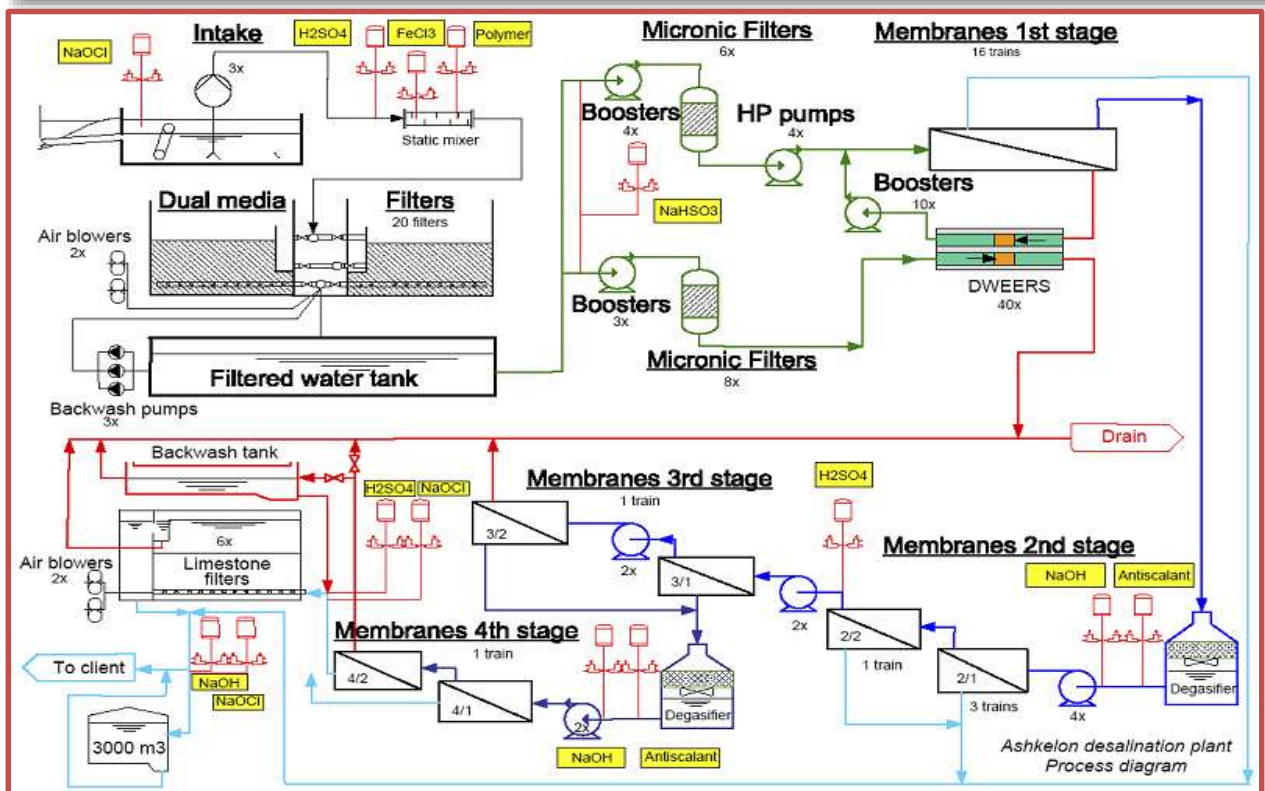 Intake
NaOCl
3x
H2SO4
FeCl3
Polymer
Static mixer
Micronic Filters
6x
Membranes 1st stage
16 trains
Boosters
4x
HP pumps
4x
NaHSO3
Boosters
10x
Dual media
Filters
20 filters
Air blowers
2x
DWEERS
40x
Boosters
3x
Micronic Filters
8x
Filtered water tank
Backwash pumps
3x
Drain
Backwash tank
H2SO4
NaOCl
Membranes 3rd stage
1 train
3/2
2x
3/1
H2SO4
2x
Membranes 2nd stage
NaOH
Antiscalant
2/2
1 train
2/1
3 trains
4x
Degasifier
6x
Limestone
filters
Air blowers
2x
Membranes 4th stage
1 train
4/2
4/1
2x
Degasifier
NaOH
Antiscalant
To client
NaOH
NaOCl
3000 m3
Ashkelon desalination plant
Process diagram